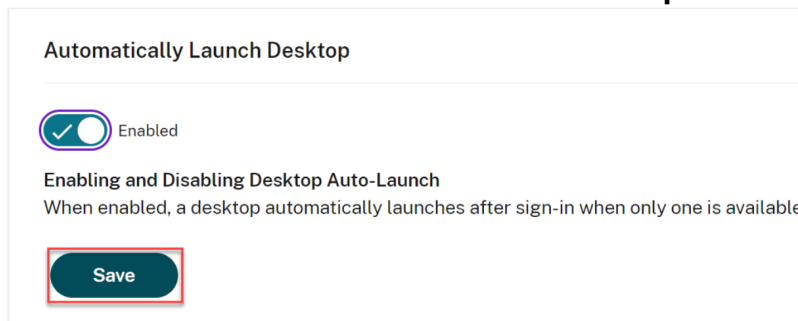 Automatically Launch Desktop
Enabled
Enabling and Disabling Desktop Auto-Launch
When enabled, a desktop automatically launches after sign-in when only one is available
Save